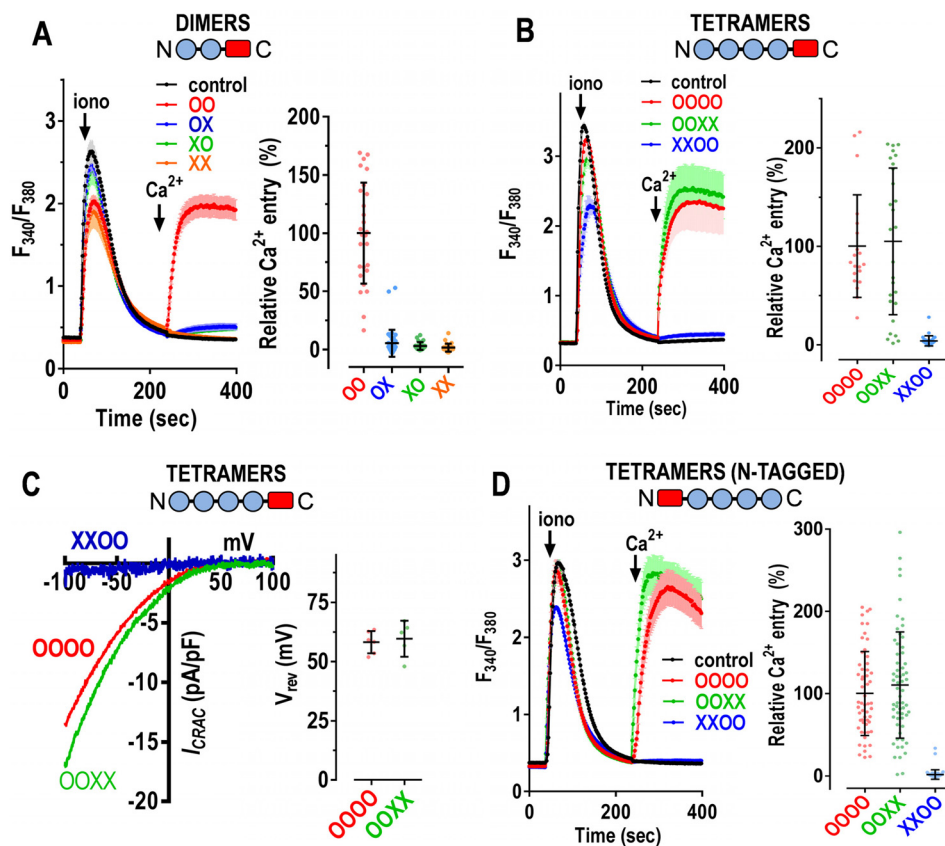 A
DIMERS
N C
iono
control
OO
OX
XO
XX
Ca2+
F340/F380
3
2
1
0
0 200 400
Time (sec)
Relative Ca2+ entry (%)
200
150
100
50
0
OO OX XO XX
B
TETRAMERS
N C
iono
control
OOOO
OOXX
XXOO
Ca2+
F340/F380
3
2
1
0
0 200 400
Time (sec)
Relative Ca2+ entry (%)
200
100
0
OOOO OOXX XXOO
C
TETRAMERS
N C
XXOO
mV
-100 -50 50 100
-5
-10
-15
-20
OOOO
OOXX
ICRAC (pA/pF)
Vrev (mV)
75
50
25
0
OOOO OOXX
D
TETRAMERS (N-TAGGED)
N C
iono
Ca2+
control
OOOO
OOXX
XXOO
F340/F380
3
2
1
0
0 200 400
Time (sec)
Relative Ca2+ entry (%)
300
200
100
0
OOOO OOXX XXOO